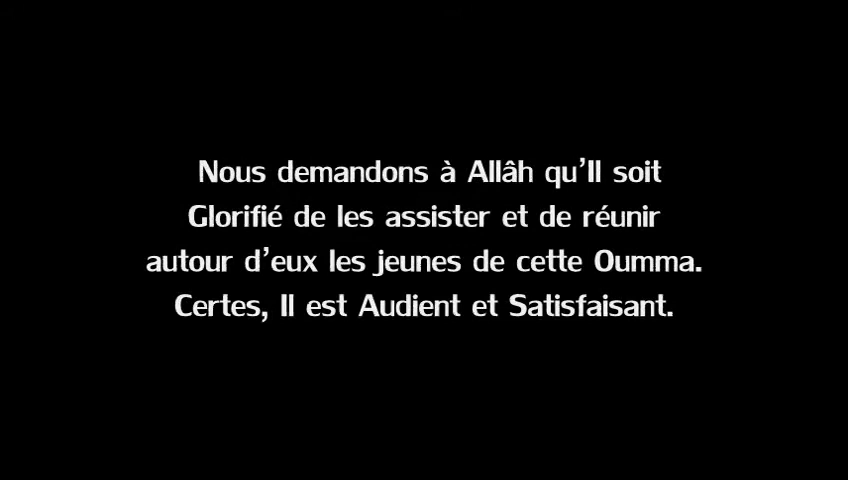 Nous demandons à Allâh qu'Il soit
Glorifié de les assister et de réunir
autour d'eux les jeunes de cette Oumma.
Certes, Il est Audient et Satisfaisant.